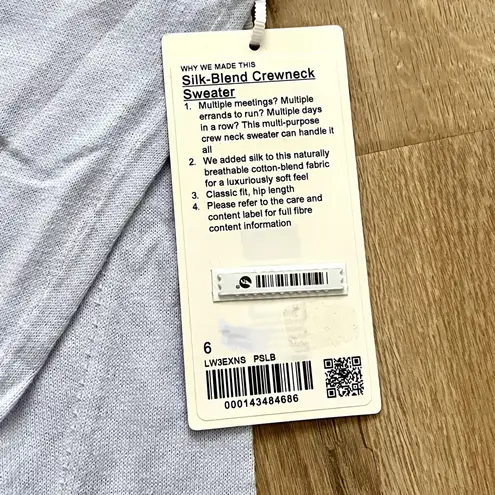 WHY WE MADE THIS
Silk-Blend Crewneck
Sweater
1. Multiple meetings? Multiple
errands to run? Multiple days
in a row? This multi-purpose
crew neck sweater can handle it
all
2. We added silk to this naturally
breathable cotton-blend fabric
for a luxuriously soft feel
3. Classic fit, hip length
4. Please refer to the care and
content label for full fibre
content information
6
LW3EXNS PSLB
000143484686